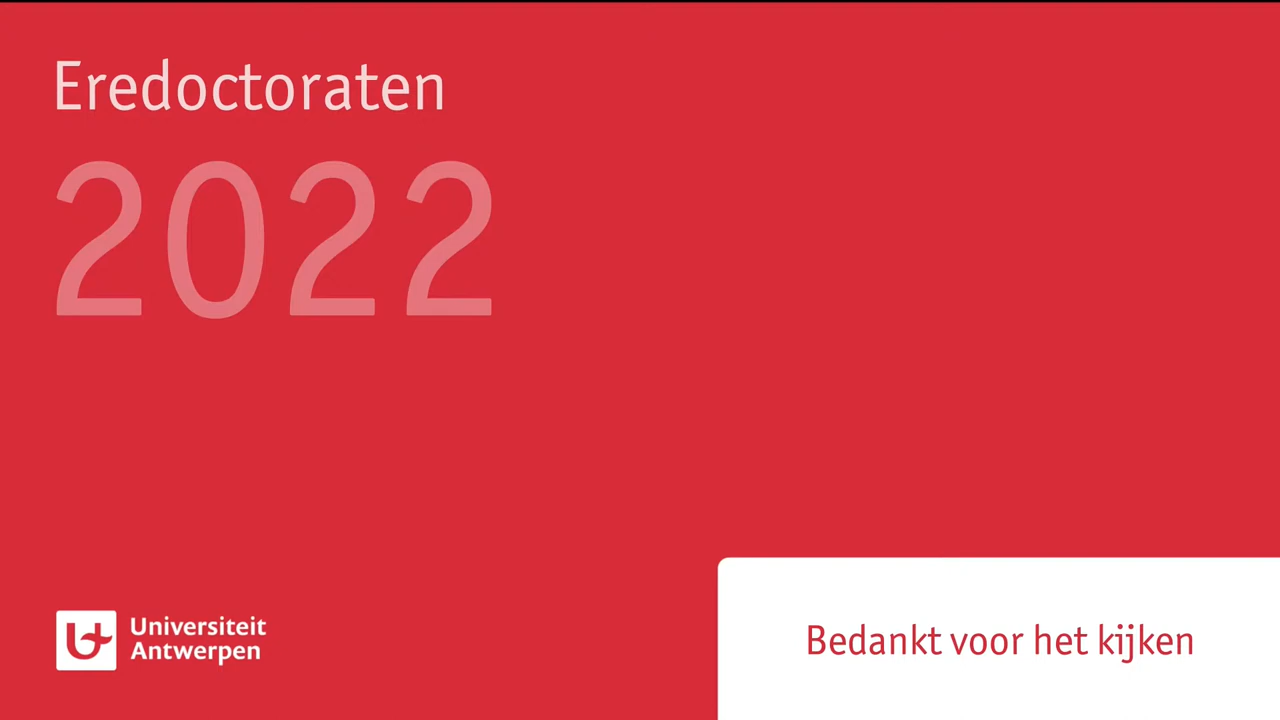 Eredoctoraten
2022
Universiteit
Antwerpen
Bedankt voor het kijken